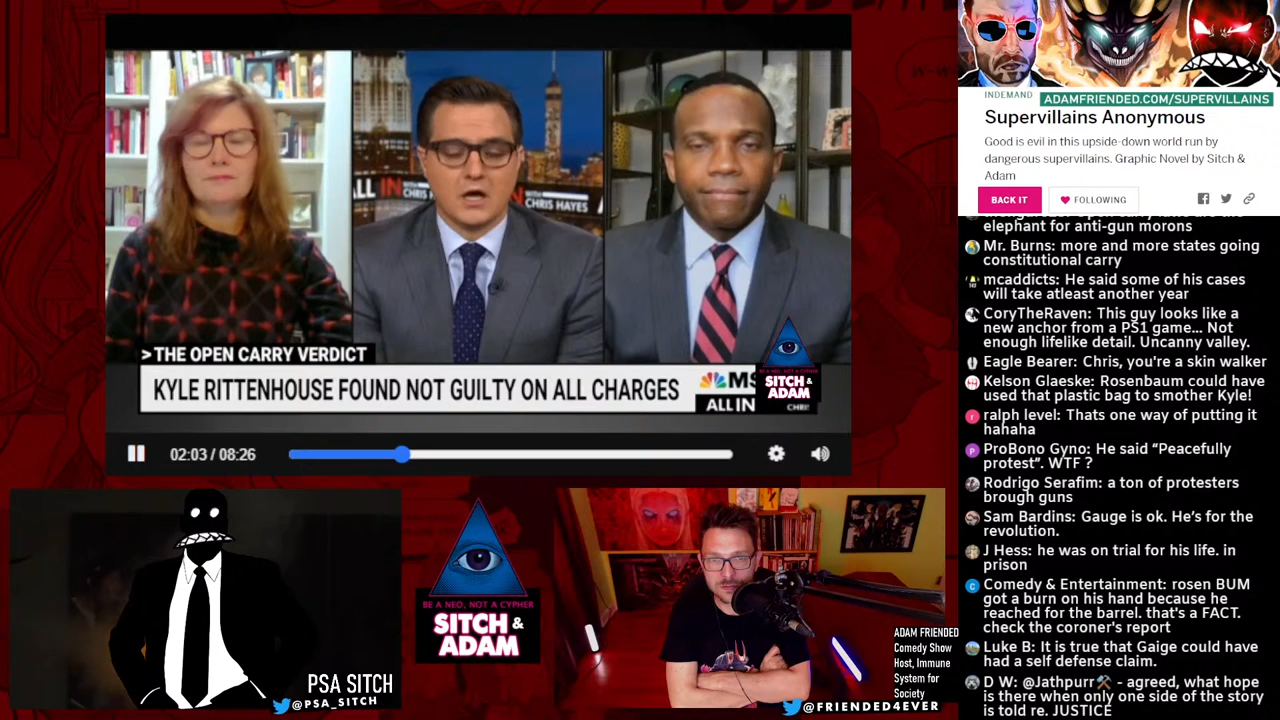 ALL IN
WITH
CHRIS H
N
WITH
CHRIS HAYES
>THE OPEN CARRY VERDICT
KYLE RITTENHOUSE FOUND NOT GUILTY ON ALL CHARGES
MS
ALL IN
CHRI
BE A NEO, NOT A CYPHER
SITCH &
ADAM
02:03 / 08:26
PSA SITCH
@PSA_SITCH
BE A NEO, NOT A CYPHER
SITCH &
ADAM
ADAM FRIENDED
Comedy Show
Host, Immune
System for
Society
@FRIENDED4EVER
INDEMAND
ADAMFRIENDED.COM/SUPERVILLAINS
Supervillains Anonymous
Good is evil in this upside-down world run by
dangerous supervillains. Graphic Novel by Sitch &
Adam
BACK IT
FOLLOWING
elephant for anti-gun morons
Mr. Burns: more and more states going
constitutional carry
mcaddicts: He said some of his cases
will take atleast another year
CoryTheRaven: This guy looks like a
new anchor from a PS1 game... Not
enough lifelike detail. Uncanny valley.
Eagle Bearer: Chris, you're a skin walker
Kelson Glaeske: Rosenbaum could have
used that plastic bag to smother Kyle!
ralph level: Thats one way of putting it
hahaha
ProBono Gyno: He said “Peacefully
protest”. WTF ?
Rodrigo Serafim: a ton of protesters
brough guns
Sam Bardins: Gauge is ok. He’s for the
revolution.
J Hess: he was on trial for his life. in
prison
Comedy & Entertainment: rosen BUM
got a burn on his hand because he
reached for the barrel. that's a FACT.
check the coroner's report
Luke B: It is true that Gaige could have
had a self defense claim.
D W: @Jathpurr⚒ - agreed, what hope
is there when only one side of the story
is told re. JUSTICE